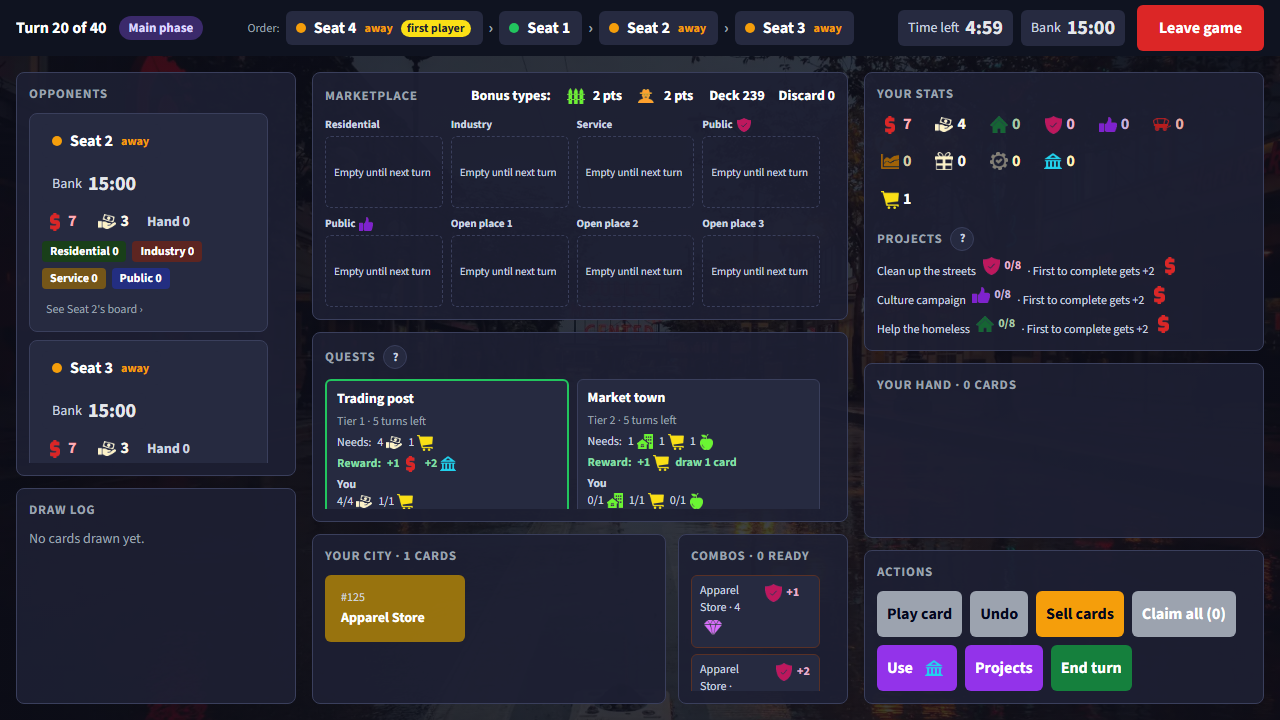 Turn 20 of 40 Main phase
Order: Seat 4 away first player › Seat 1 › Seat 2 away › Seat 3 away
Time left 4:59 Bank 15:00 Leave game
OPPONENTS
Seat 2 away
Bank 15:00
7 3 Hand 0
Residential 0 Industry 0
Service 0 Public 0
See Seat 2's board ›
Seat 3 away
Bank 15:00
7 3 Hand 0
DRAW LOG
No cards drawn yet.
MARKETPLACE Bonus types: 2 pts 2 pts Deck 239 Discard 0
Residential Industry Service Public
Empty until next turn Empty until next turn Empty until next turn Empty until next turn
Public Open place 1 Open place 2 Open place 3
Empty until next turn Empty until next turn Empty until next turn Empty until next turn
QUESTS ?
Trading post
Tier 1 · 5 turns left
Needs: 4 1
Reward: +1 +2
You
4/4 1/1
Market town
Tier 2 · 5 turns left
Needs: 1 1 1
Reward: +1 draw 1 card
You
0/1 1/1 0/1
YOUR CITY · 1 CARDS
#125
Apparel Store
COMBOS · 0 READY
Apparel +1
Store · 4
Apparel +2
Store ·
YOUR STATS
7 4 0 0 0 0
0 0 0 0
1
PROJECTS ?
Clean up the streets 0/8 · First to complete gets +2
Culture campaign 0/8 · First to complete gets +2
Help the homeless 0/8 · First to complete gets +2
YOUR HAND · 0 CARDS
ACTIONS
Play card Undo Sell cards Claim all (0)
Use Projects End turn